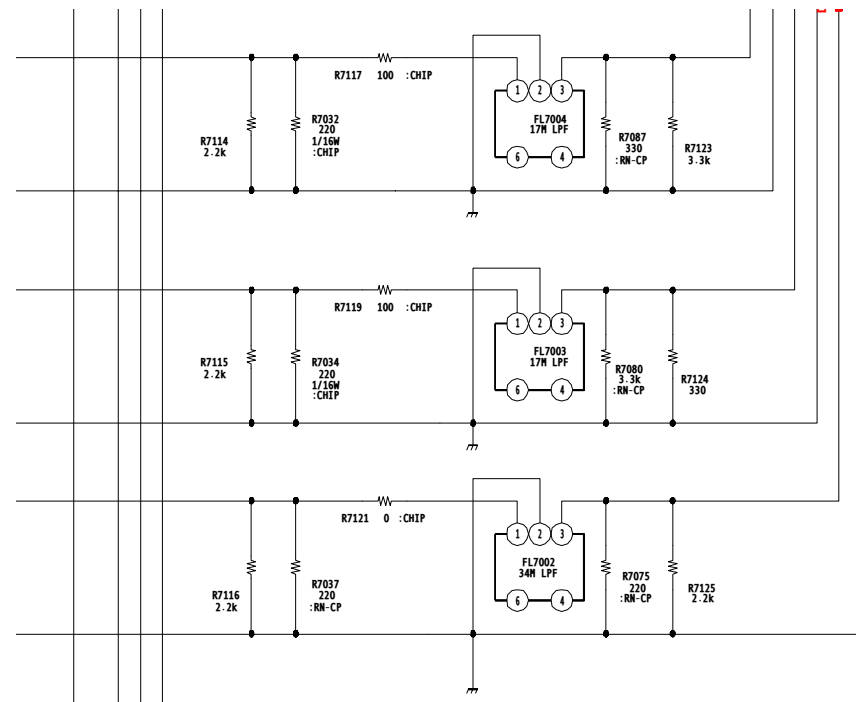 R7117 100 :CHIP
1 2 3
R7114
2.2k
R7032
220
1/16W
:CHIP
FL7004
17M LPF
R7087
330
:RN-CP
R7123
3.3k
6 4
R7119 100 :CHIP
1 2 3
R7115
2.2k
R7034
220
1/16W
:CHIP
FL7003
17M LPF
R7080
3.3k
:RN-CP
R7124
330
6 4
R7121 0 :CHIP
1 2 3
R7116
2.2k
R7037
220
:RN-CP
FL7002
34M LPF
R7075
220
:RN-CP
R7125
2.2k
6 4